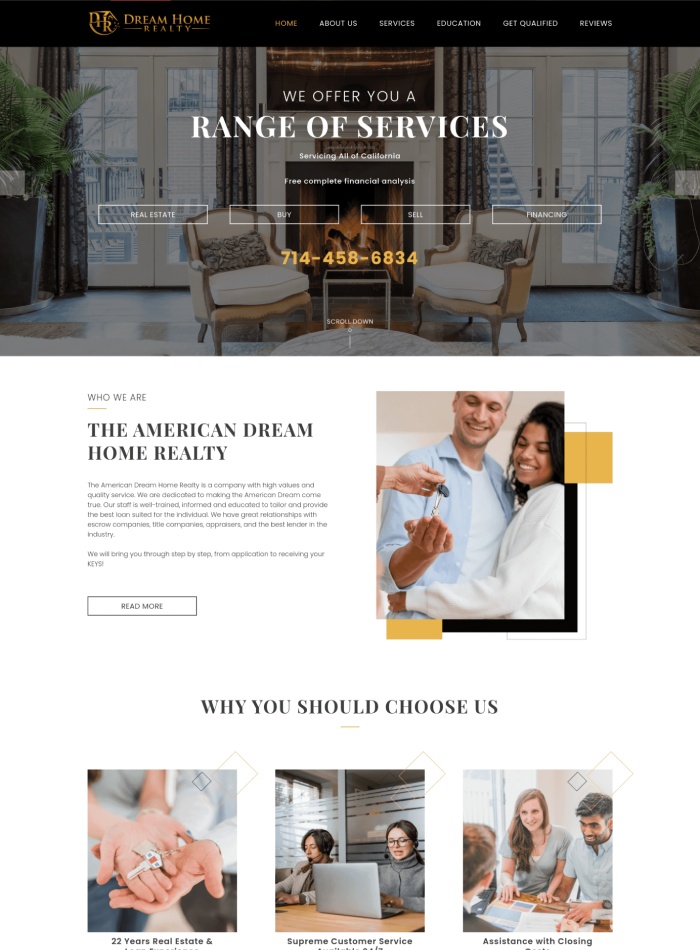 DREAM HOME
REALTY
HOME
ABOUT US
SERVICES
EDUCATION
GET QUALIFIED
REVIEWS
WE OFFER YOU A
RANGE OF SERVICES
Servicing All of California
Free complete financial analysis
REAL ESTATE
BUY
SELL
FINANCING
714-458-6834
SCROLL DOWN
WHO WE ARE
THE AMERICAN DREAM
HOME REALTY
The American Dream Home Realty is a company with high values and
quality service. We are dedicated to making the American Dream come
true. Our staff is well-trained, informed and educated to tailor and provide
the best loan suited for the individual. We have great relationships with
escrow companies, title companies, appraisers, and the best lender in the
industry.
We will bring you through step by step, from application to receiving your
KEYS!
READ MORE
WHY YOU SHOULD CHOOSE US
22 Years Real Estate &
Supreme Customer Service
Assistance with Closing